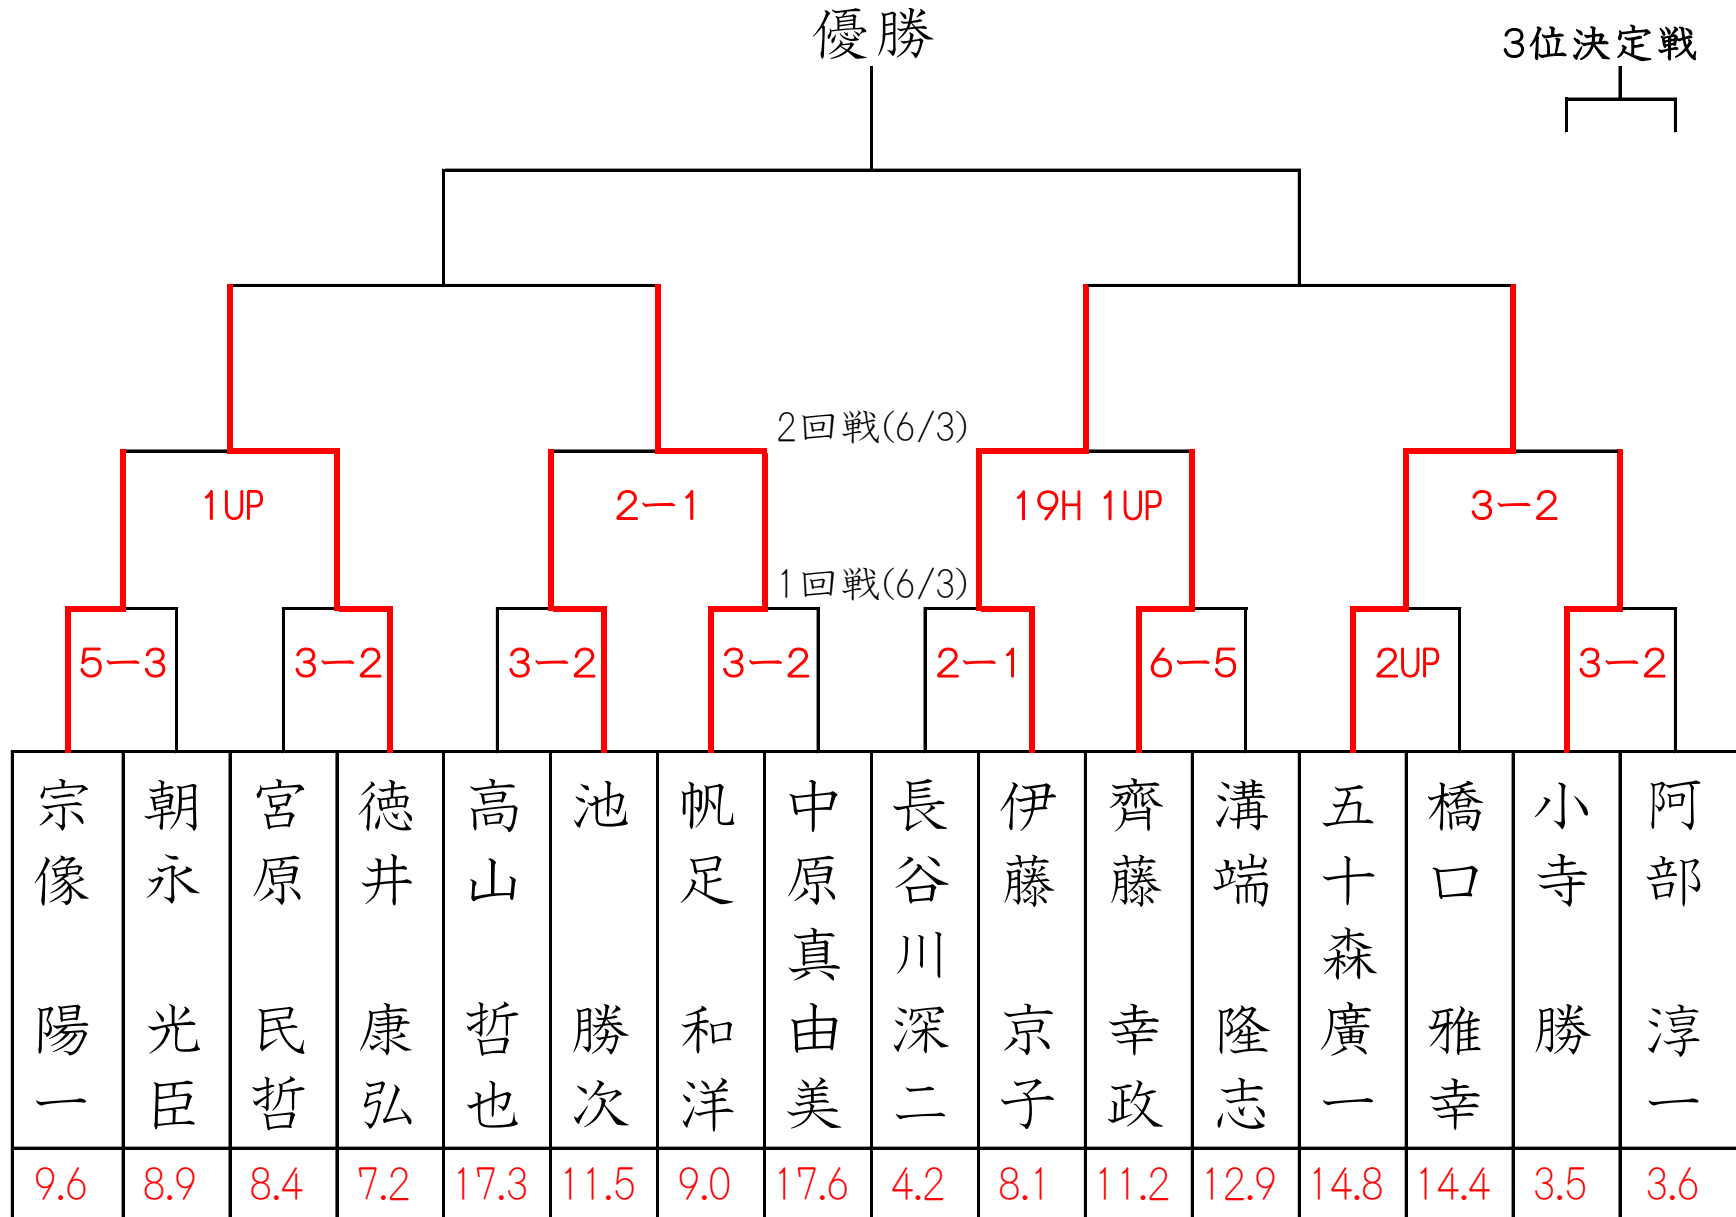 優勝
3位決定戦
2回戦(6/3)
1UP
2−1
19H 1UP
3−2
1回戦(6/3)
5−3
3−2
3−2
3−2
2−1
6−5
2UP
3−2
宗像 陽一
朝永 光臣
宮原 民哲
徳井 康弘
高山 哲也
池 勝次
帆足 和洋
中原真由美
長谷川深二
伊藤 京子
齊藤 幸政
溝端 隆志
五十森廣一
橋口 雅幸
小寺 勝
阿部 淳一
9.6
8.9
8.4
7.2
17.3
11.5
9.0
17.6
4.2
8.1
11.2
12.9
14.8
14.4
3.5
3.6